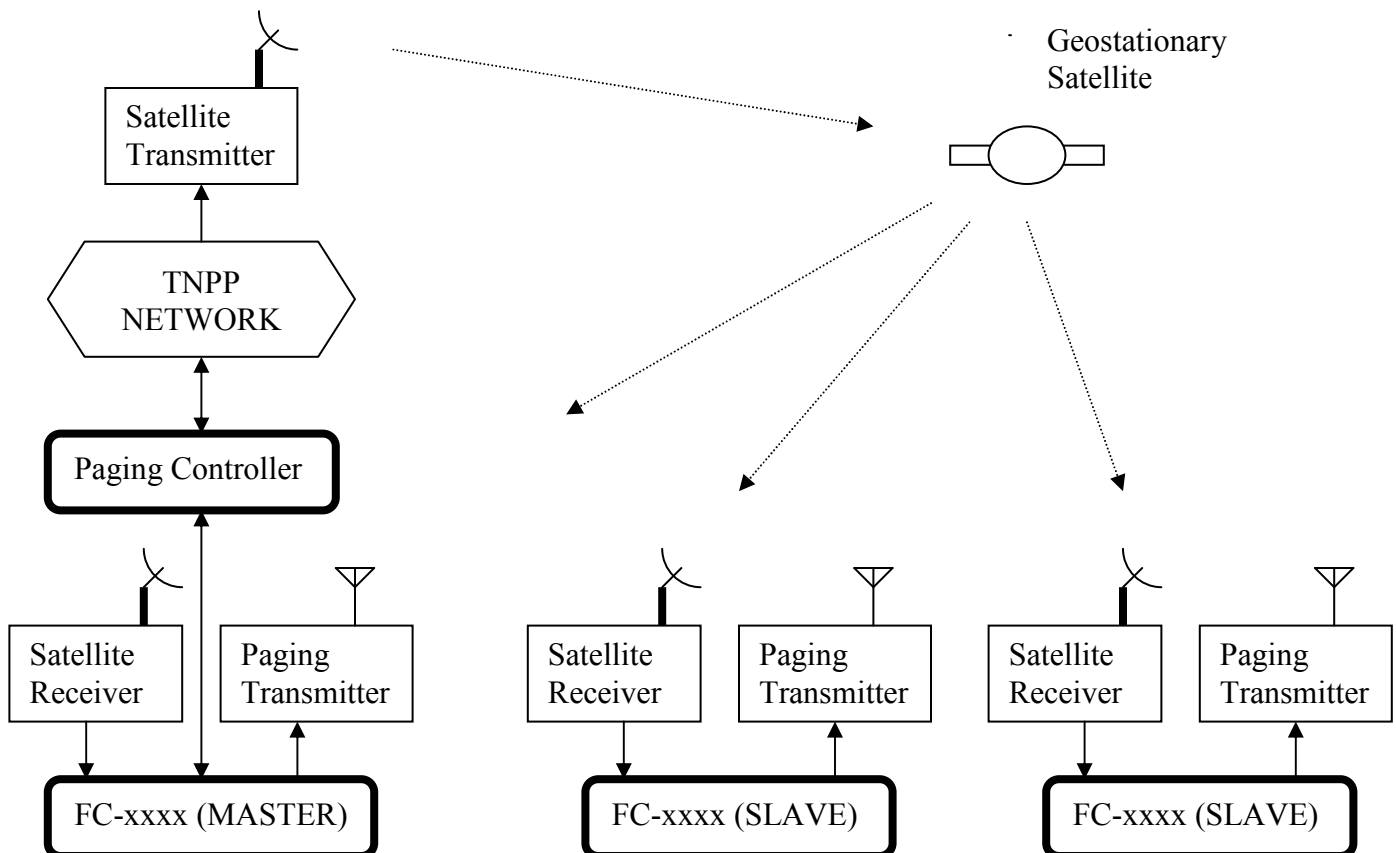 Geostationary
Satellite
Satellite
Transmitter
TNPP
NETWORK
Paging Controller
Satellite
Receiver
Paging
Transmitter
Satellite
Receiver
Paging
Transmitter
Satellite
Receiver
Paging
Transmitter
FC-xxxx (MASTER)
FC-xxxx (SLAVE)
FC-xxxx (SLAVE)